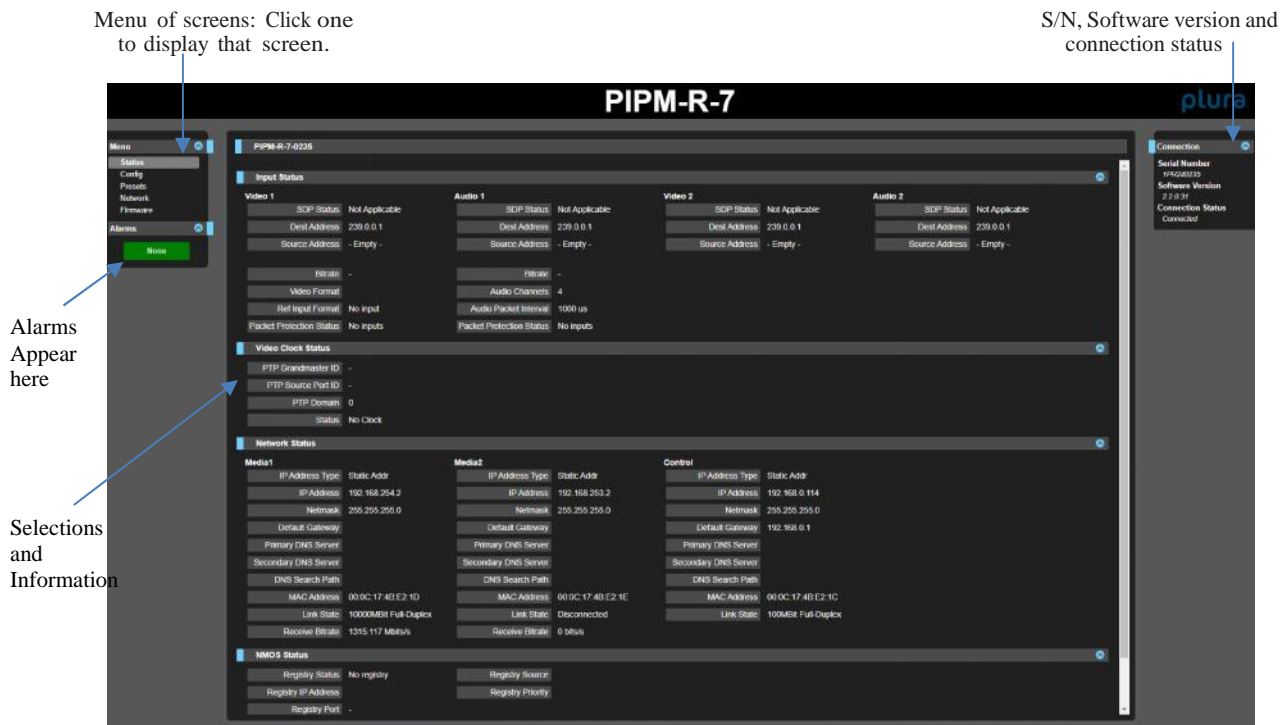 Menu of screens: Click one
to display that screen.
S/N, Software version and
connection status
PIPM-R-7
plura
Menu
Status
Config
Presets
Network
Firmware
Alarms
None
Alarms
Appear
here
Selections
and
Information
PIPM-R-7-0235
Input Status
Video 1
SDP Status Not Applicable
Dest Address 239.0.0.1
Source Address - Empty -
Bitrate -
Video Format
Ref Input Format No input
Packet Protection Status No inputs
Audio 1
SDP Status Not Applicable
Dest Address 239.0.0.1
Source Address - Empty -
Bitrate -
Audio Channels 4
Audio Packet Interval 1000 us
Packet Protection Status No inputs
Video 2
SDP Status Not Applicable
Dest Address 239.0.0.1
Source Address - Empty -
Audio 2
SDP Status Not Applicable
Dest Address 239.0.0.1
Source Address - Empty -
Video Clock Status
PTP Grandmaster ID -
PTP Source Port ID -
PTP Domain 0
Status No Clock
Network Status
Media1
IP Address Type Static Addr
IP Address 192.168.254.2
Netmask 255.255.255.0
Default Gateway
Primary DNS Server
Secondary DNS Server
DNS Search Path
MAC Address 00:0C:17:4B:E2:1D
Link State 10000MBit Full-Duplex
Receive Bitrate 1315.117 Mbits/s
Media2
IP Address Type Static Addr
IP Address 192.168.253.2
Netmask 255.255.255.0
Default Gateway
Primary DNS Server
Secondary DNS Server
DNS Search Path
MAC Address 00:0C:17:4B:E2:1E
Link State Disconnected
Receive Bitrate 0 bits/s
Control
IP Address Type Static Addr
IP Address 192.168.0.114
Netmask 255.255.255.0
Default Gateway 192.168.0.1
Primary DNS Server
Secondary DNS Server
DNS Search Path
MAC Address 00:0C:17:4B:E2:1C
Link State 100MBit Full-Duplex
NMOS Status
Registry Status No registry
Registry IP Address
Registry Port -
Registry Source
Registry Priority
Connection
Serial Number
Software Version
2.2.0.31
Connection Status
Connected